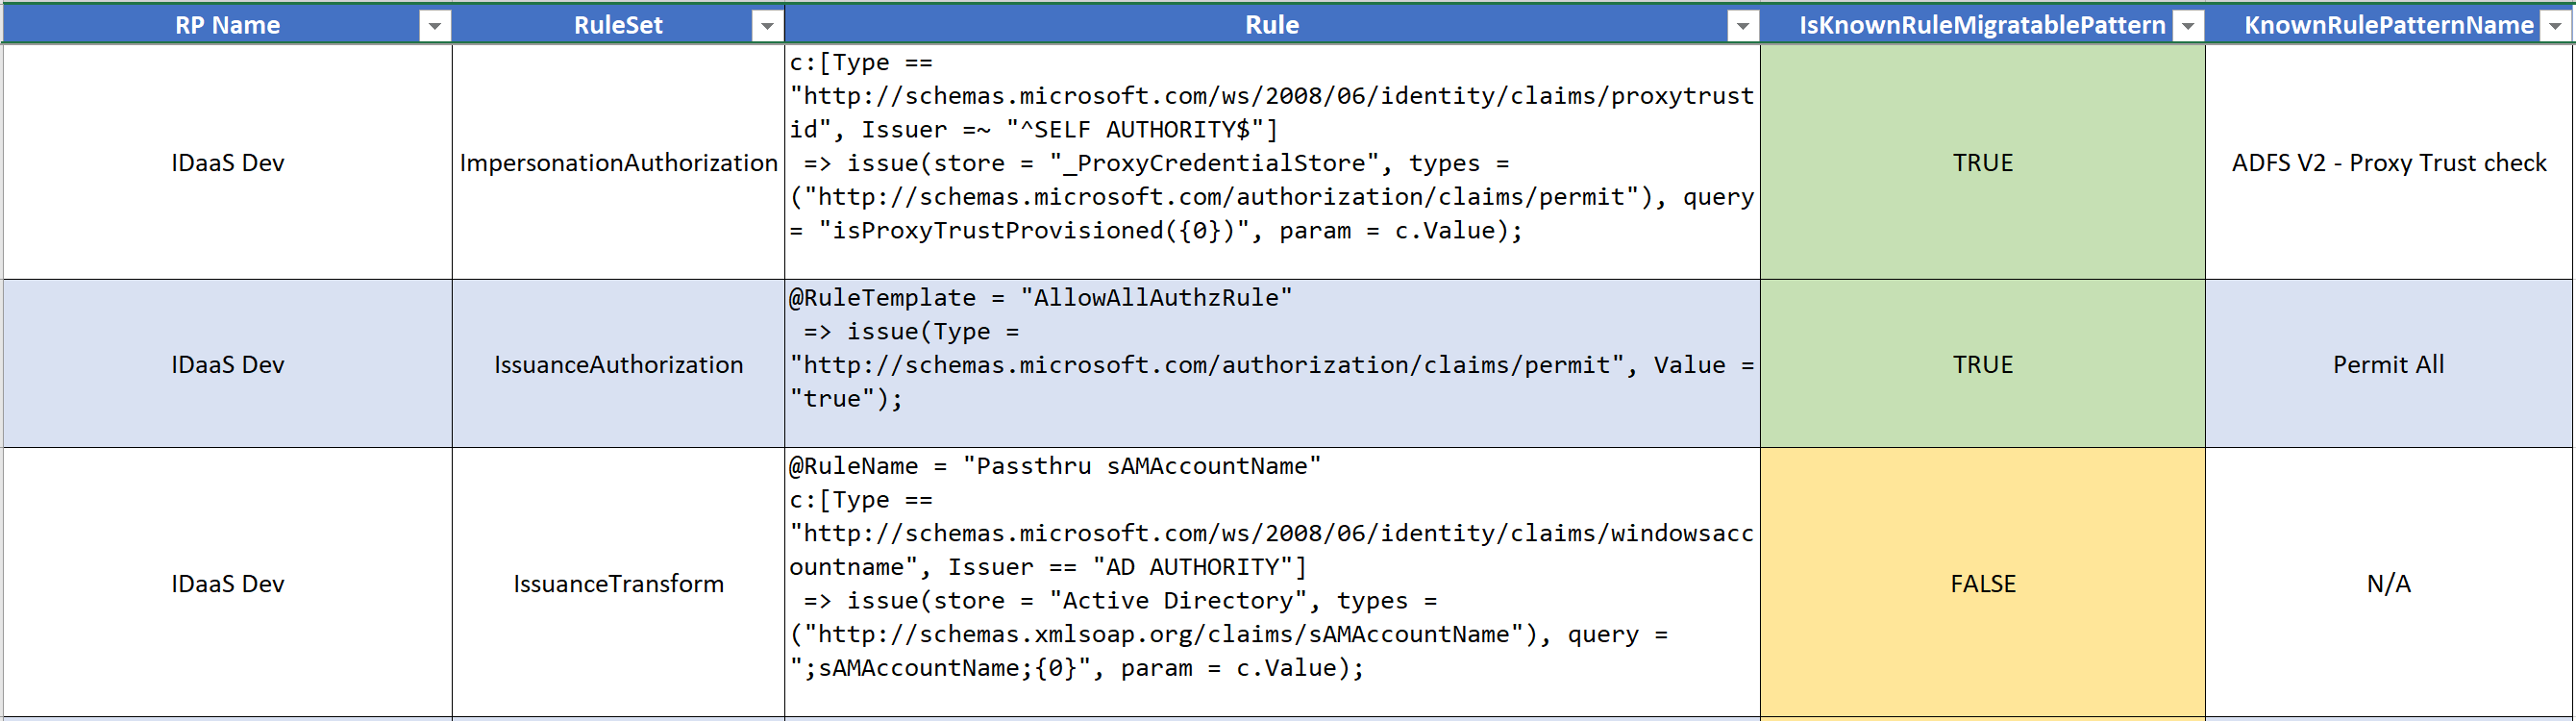 RP Name
RuleSet
Rule
IsKnownRuleMigratablePattern
KnownRulePatternName
IDaaS Dev
ImpersonationAuthorization
c:[Type ==
"http://schemas.microsoft.com/ws/2008/06/identity/claims/proxytrust
id", Issuer =~ "^SELF AUTHORITY$"]
=> issue(store = "_ProxyCredentialStore", types =
("http://schemas.microsoft.com/authorization/claims/permit"), query
= "isProxyTrustProvisioned({0})", param = c.Value);
TRUE
ADFS V2 - Proxy Trust check
IDaaS Dev
IssuanceAuthorization
@RuleTemplate = "AllowAllAuthzRule"
=> issue(Type =
"http://schemas.microsoft.com/authorization/claims/permit", Value =
"true");
TRUE
Permit All
IDaaS Dev
IssuanceTransform
@RuleName = "Passthru sAMAccountName"
c:[Type ==
"http://schemas.microsoft.com/ws/2008/06/identity/claims/windowsacc
ountname", Issuer == "AD AUTHORITY"]
=> issue(store = "Active Directory", types =
("http://schemas.xmlsoap.org/claims/sAMAccountName"), query =
";sAMAccountName;{0}", param = c.Value);
FALSE
N/A